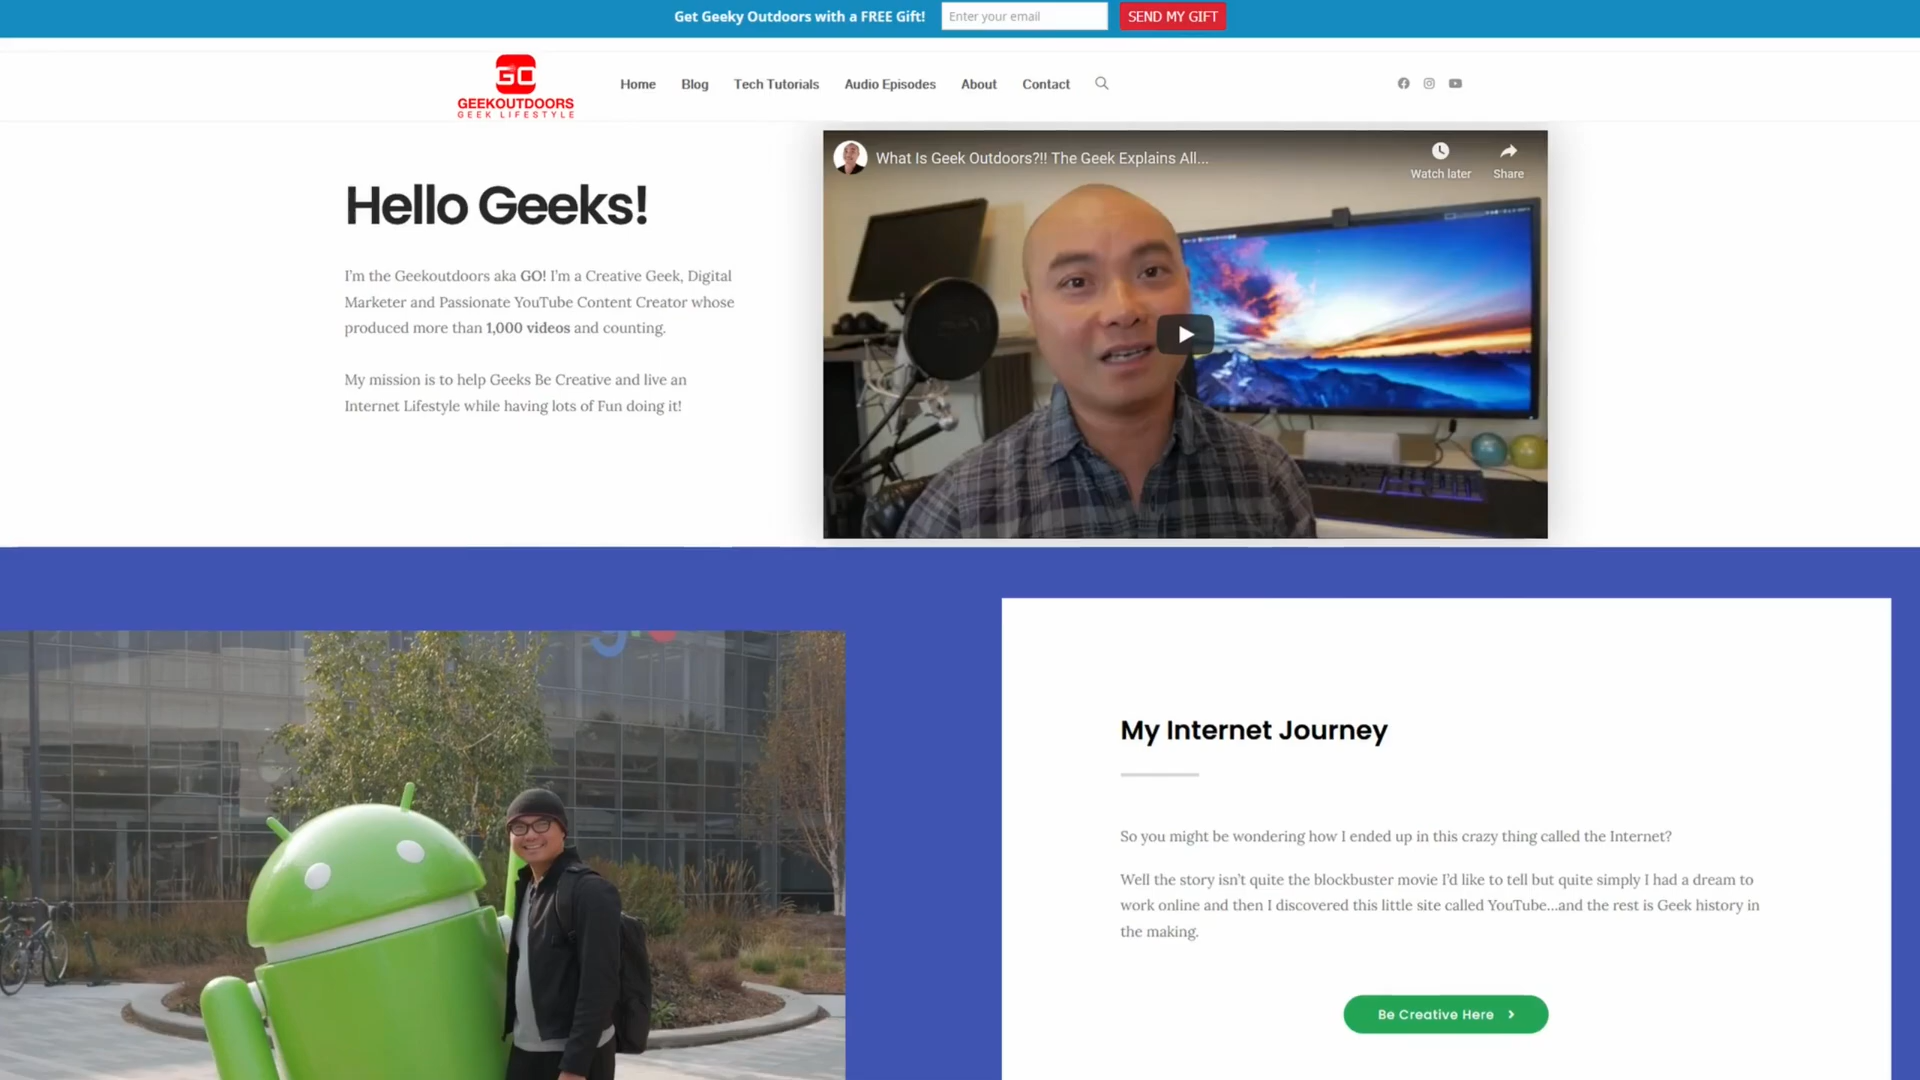 Get Geeky Outdoors with a FREE Gift!
Enter your email
SEND MY GIFT
GO
GEEKOUTDOORS
GEEK LIFESTYLE
Home
Blog
Tech Tutorials
Audio Episodes
About
Contact
What Is Geek Outdoors?!! The Geek Explains All...
Watch later
Share
Hello Geeks!
I'm the Geekoutdoors aka GO! I'm a Creative Geek, Digital
Marketer and Passionate YouTube Content Creator whose
produced more than 1,000 videos and counting.
My mission is to help Geeks Be Creative and live an
Internet Lifestyle while having lots of Fun doing it!
My Internet Journey
So you might be wondering how I ended up in this crazy thing called the Internet?
Well the story isn't quite the blockbuster movie I'd like to tell but quite simply I had a dream to
work online and then I discovered this little site called YouTube...and the rest is Geek history in
the making.
Be Creative Here